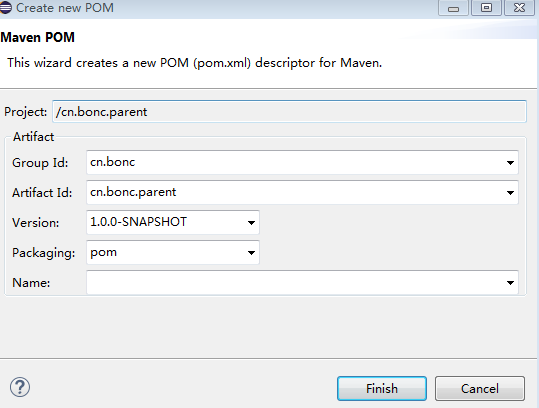 Create new POM
Maven POM
This wizard creates a new POM (pom.xml) descriptor for Maven.
Project: /cn.bonc.parent
Artifact
Group Id: cn.bonc
Artifact Id: cn.bonc.parent
Version: 1.0.0-SNAPSHOT
Packaging: pom
Name:
? Finish Cancel